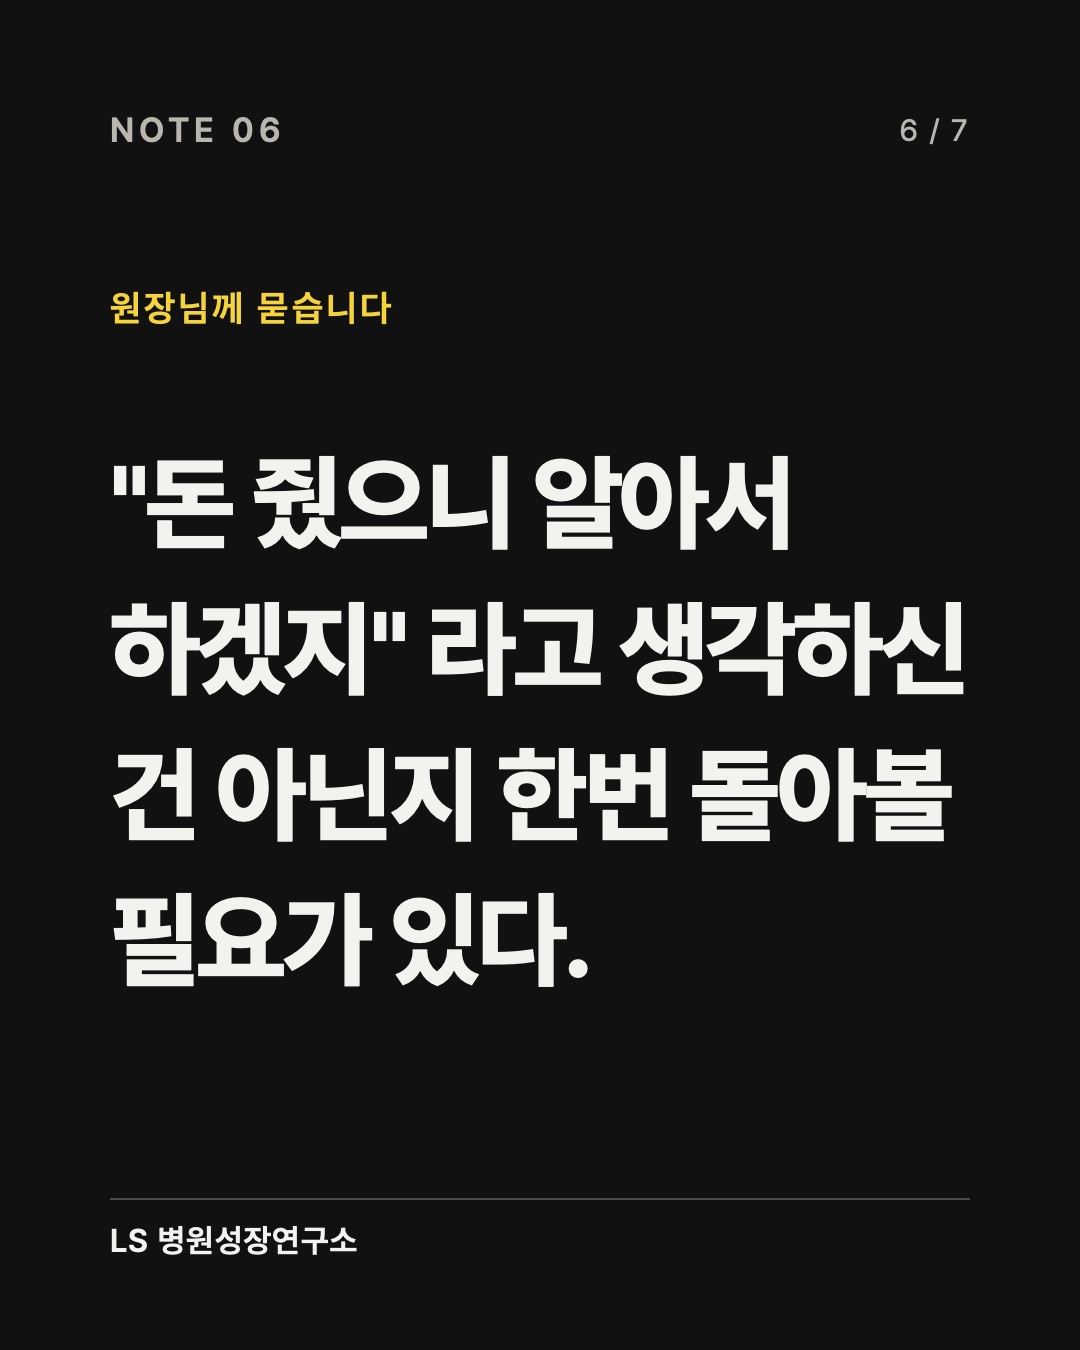 NOTE 06
6 / 7
원장님께 묻습니다
"돈 줬으니 알아서
하겠지" 라고 생각하신
건 아닌지 한번 돌아볼
필요가 있다.
LS 병원성장연구소